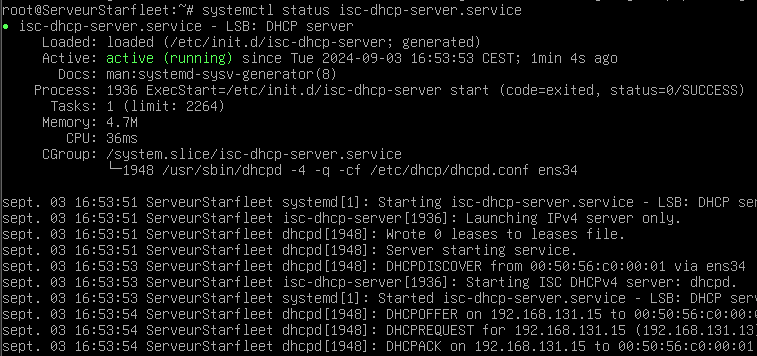 root@ServeurStarfleet:~# systemctl status isc-dhcp-server.service
● isc-dhcp-server.service - LSB: DHCP server
Loaded: loaded (/etc/init.d/isc-dhcp-server; generated)
Active: active (running) since Tue 2024-09-03 16:53:53 CEST; 1min 4s ago
Docs: man:systemd-sysv-generator(8)
Process: 1936 ExecStart=/etc/init.d/isc-dhcp-server start (code=exited, status=0/SUCCESS)
Tasks: 1 (limit: 2264)
Memory: 4.7M
CPU: 36ms
CGroup: /system.slice/isc-dhcp-server.service
└─1948 /usr/sbin/dhcpd -4 -q -cf /etc/dhcp/dhcpd.conf ens34
sept. 03 16:53:51 ServeurStarfleet systemd[1]: Starting isc-dhcp-server.service - LSB: DHCP ser
sept. 03 16:53:51 ServeurStarfleet isc-dhcp-server[1936]: Launching IPv4 server only.
sept. 03 16:53:51 ServeurStarfleet dhcpd[1948]: Wrote 0 leases to leases file.
sept. 03 16:53:51 ServeurStarfleet dhcpd[1948]: Server starting service.
sept. 03 16:53:53 ServeurStarfleet dhcpd[1948]: DHCPDISCOVER from 00:50:56:c0:00:01 via ens34
sept. 03 16:53:53 ServeurStarfleet isc-dhcp-server[1936]: Starting ISC DHCPv4 server: dhcpd.
sept. 03 16:53:53 ServeurStarfleet systemd[1]: Started isc-dhcp-server.service - LSB: DHCP serv
sept. 03 16:53:54 ServeurStarfleet dhcpd[1948]: DHCPOFFER on 192.168.131.15 to 00:50:56:c0:00:0
sept. 03 16:53:54 ServeurStarfleet dhcpd[1948]: DHCPREQUEST for 192.168.131.15 (192.168.131.13)
sept. 03 16:53:54 ServeurStarfleet dhcpd[1948]: DHCPACK on 192.168.131.15 to 00:50:56:c0:00:01